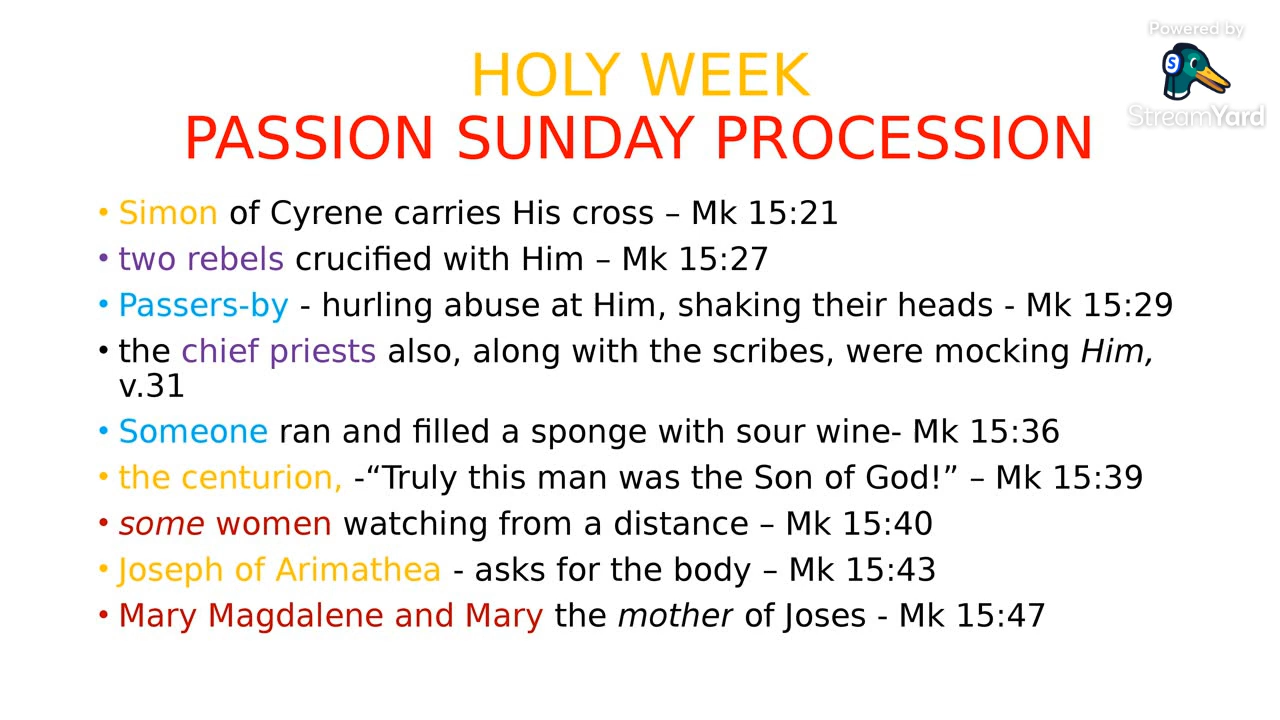 Powered by
StreamYard
HOLY WEEK
PASSION SUNDAY PROCESSION
• Simon of Cyrene carries His cross – Mk 15:21
• two rebels crucified with Him – Mk 15:27
• Passers-by - hurling abuse at Him, shaking their heads - Mk 15:29
• the chief priests also, along with the scribes, were mocking Him,
v.31
• Someone ran and filled a sponge with sour wine- Mk 15:36
• the centurion, -“Truly this man was the Son of God!” – Mk 15:39
• some women watching from a distance – Mk 15:40
• Joseph of Arimathea - asks for the body – Mk 15:43
• Mary Magdalene and Mary the mother of Joses - Mk 15:47